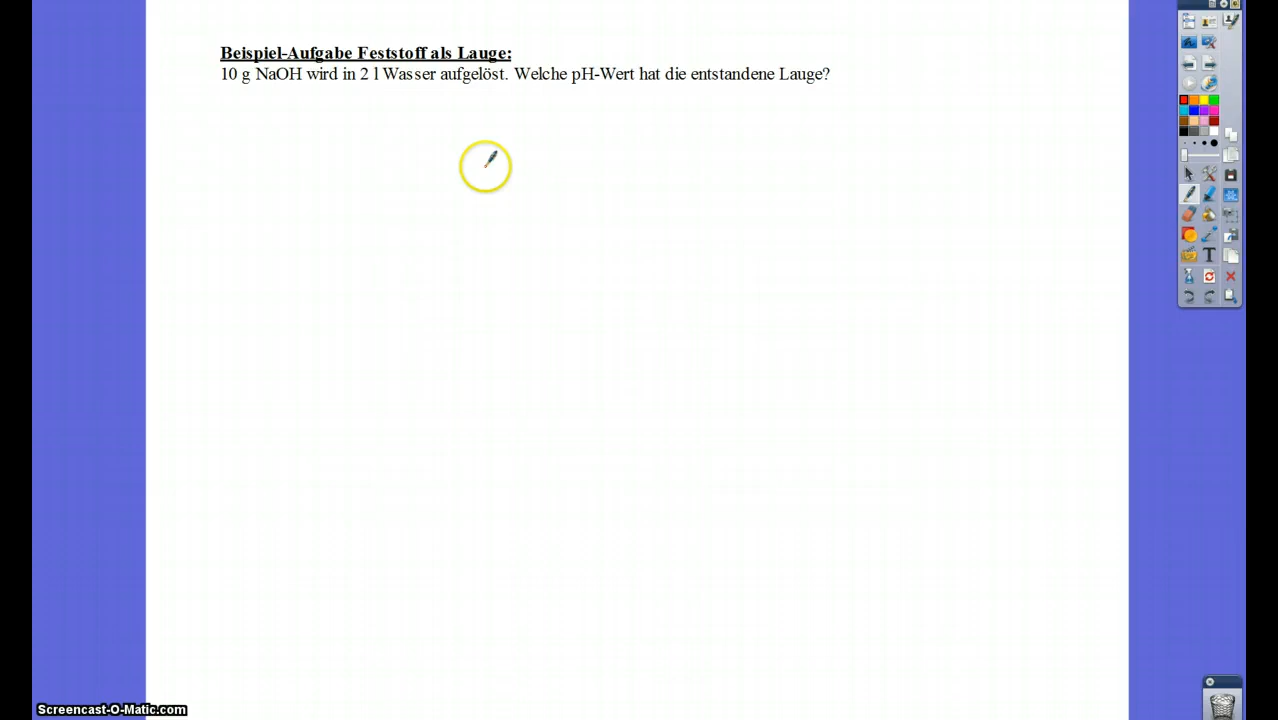 Beispiel-Aufgabe Feststoff als Lauge:
10 g NaOH wird in 2 l Wasser aufgelöst. Welche pH-Wert hat die entstandene Lauge?
Screencast-O-Matic.com